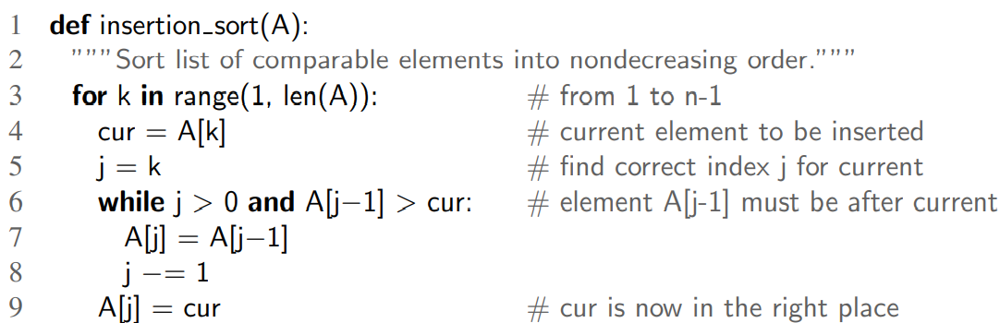 1 def insertion_sort(A):
2 """Sort list of comparable elements into nondecreasing order."""
3 for k in range(1, len(A)): # from 1 to n-1
4 cur = A[k] # current element to be inserted
5 j = k # find correct index j for current
6 while j > 0 and A[j−1] > cur: # element A[j-1] must be after current
7 A[j] = A[j−1]
8 j −= 1
9 A[j] = cur # cur is now in the right place